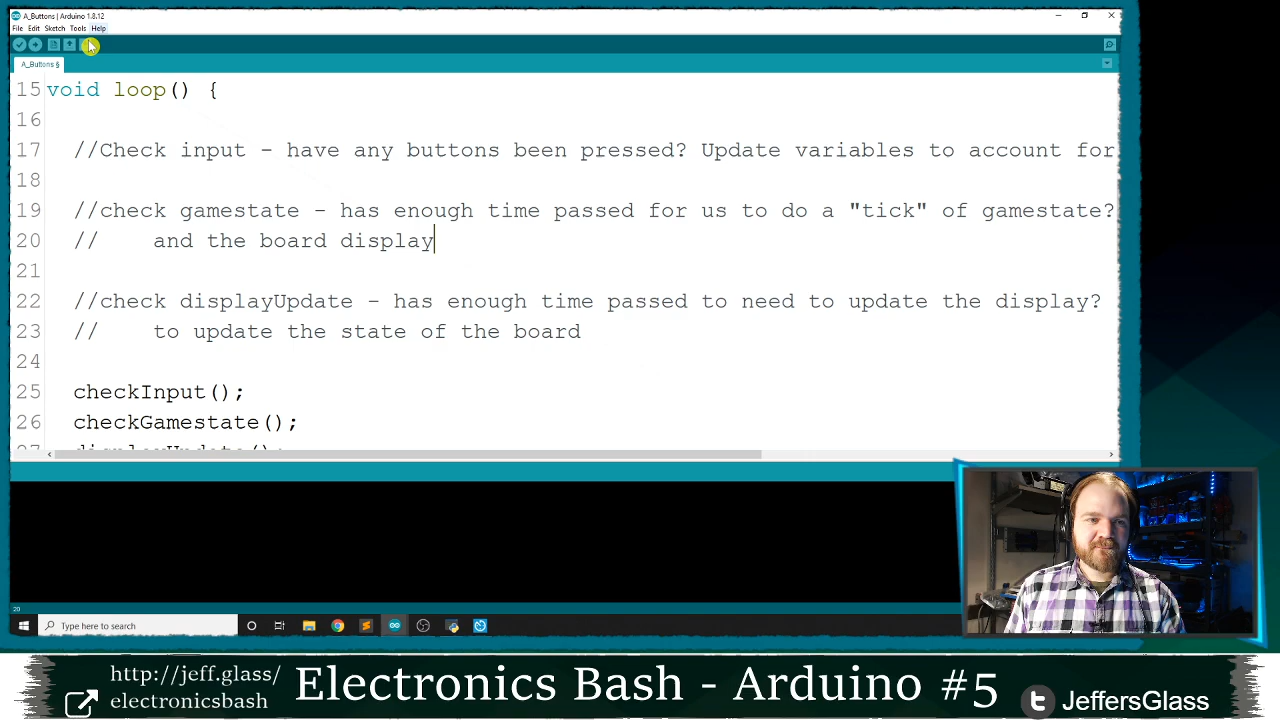 A_Buttons | Arduino 1.8.12
File Edit Sketch Tools Help
A_Buttons §
15 void loop() {
16
17 //Check input - have any buttons been pressed? Update variables to account for
18
19 //check gamestate - has enough time passed for us to do a "tick" of gamestate?
20 // and the board display
21
22 //check displayUpdate - has enough time passed to need to update the display?
23 // to update the state of the board
24
25 checkInput();
26 checkGamestate();
27 displayUpdate();
20
Type here to search
http://jeff.glass/
electronicsbash
Electronics Bash - Arduino #5
JeffersGlass